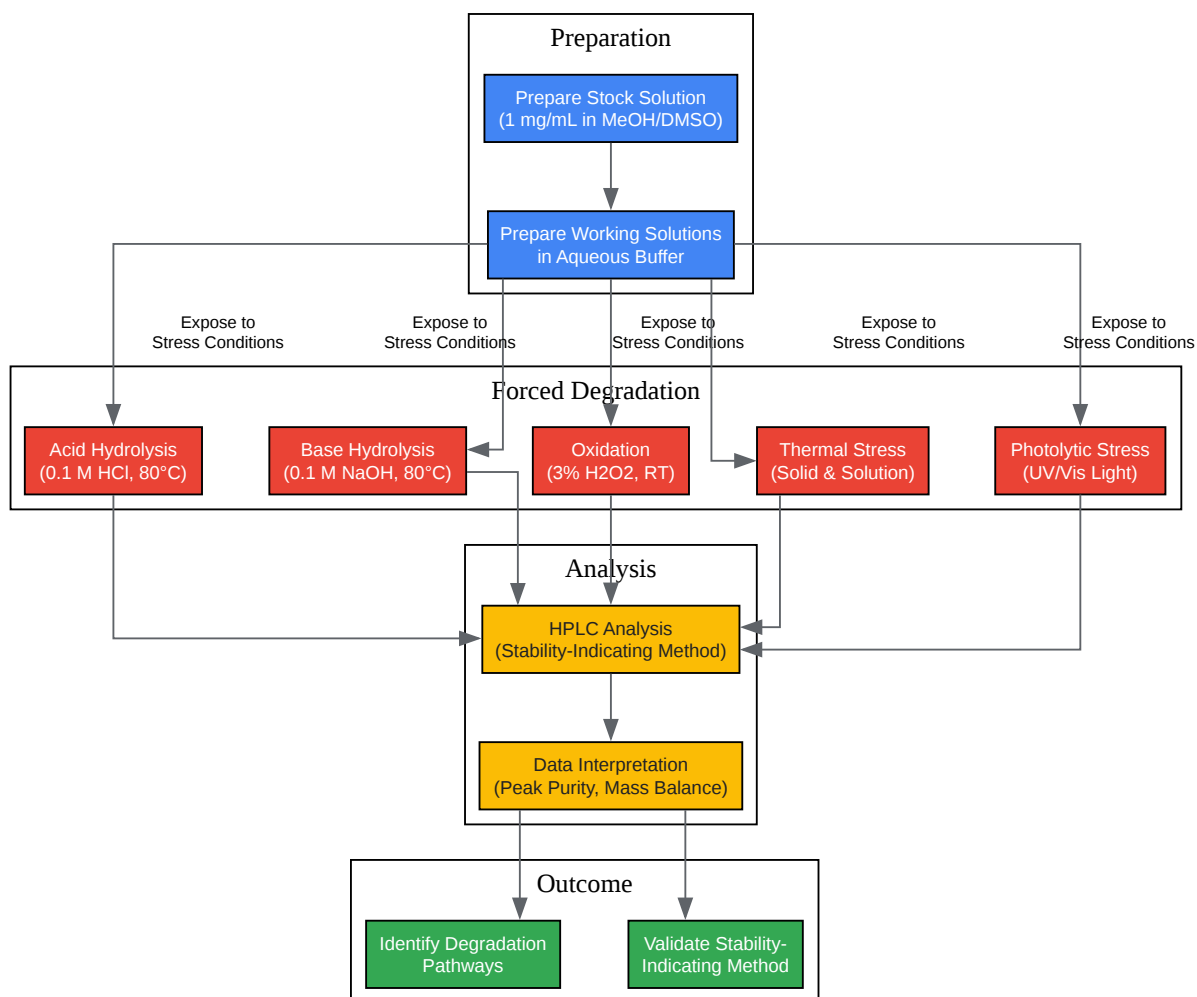 Preparation
Prepare Stock Solution
(1 mg/mL in MeOH/DMSO)
Prepare Working Solutions
in Aqueous Buffer
Expose to
Stress Conditions
Expose to
Stress Conditions
Expose to
Stress Conditions
Expose to
Stress Conditions
Expose to
Stress Conditions
Forced Degradation
Acid Hydrolysis
(0.1 M HCl, 80°C)
Base Hydrolysis
(0.1 M NaOH, 80°C)
Oxidation
(3% H2O2, RT)
Thermal Stress
(Solid & Solution)
Photolytic Stress
(UV/Vis Light)
Analysis
HPLC Analysis
(Stability-Indicating Method)
Data Interpretation
(Peak Purity, Mass Balance)
Outcome
Identify Degradation
Pathways
Validate Stability-
Indicating Method